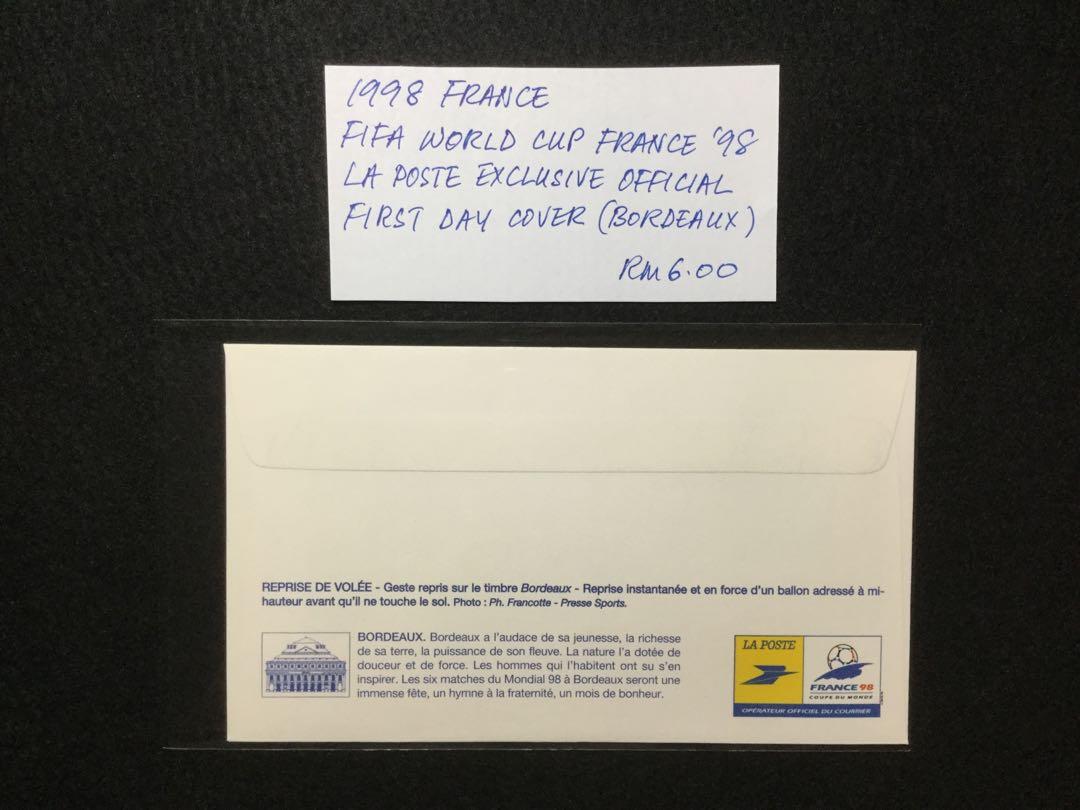 1998 FRANCE
FIFA WORLD CUP FRANCE '98
LA POSTE EXCLUSIVE OFFICIAL
FIRST DAY COVER (BORDEAUX)
RM6.00
REPRISE DE VOLÉE - Geste repris sur le timbre Bordeaux - Reprise instantanée et en force d'un ballon adressé à mi-
hauteur avant qu'il ne touche le sol. Photo : Ph. Francotte - Presse Sports.
BORDEAUX. Bordeaux a l'audace de sa jeunesse, la richesse
de sa terre, la puissance de son fleuve. La nature l'a dotée de
douceur et de force. Les hommes qui l'habitent ont su s'en
inspirer. Les six matches du Mondial 98 à Bordeaux seront une
immense fête, un hymne à la fraternité, un mois de bonheur.
LA POSTE
FRANCE 98
COUPE DU MONDE
OPÉRATEUR OFFICIEL DU COURRIER